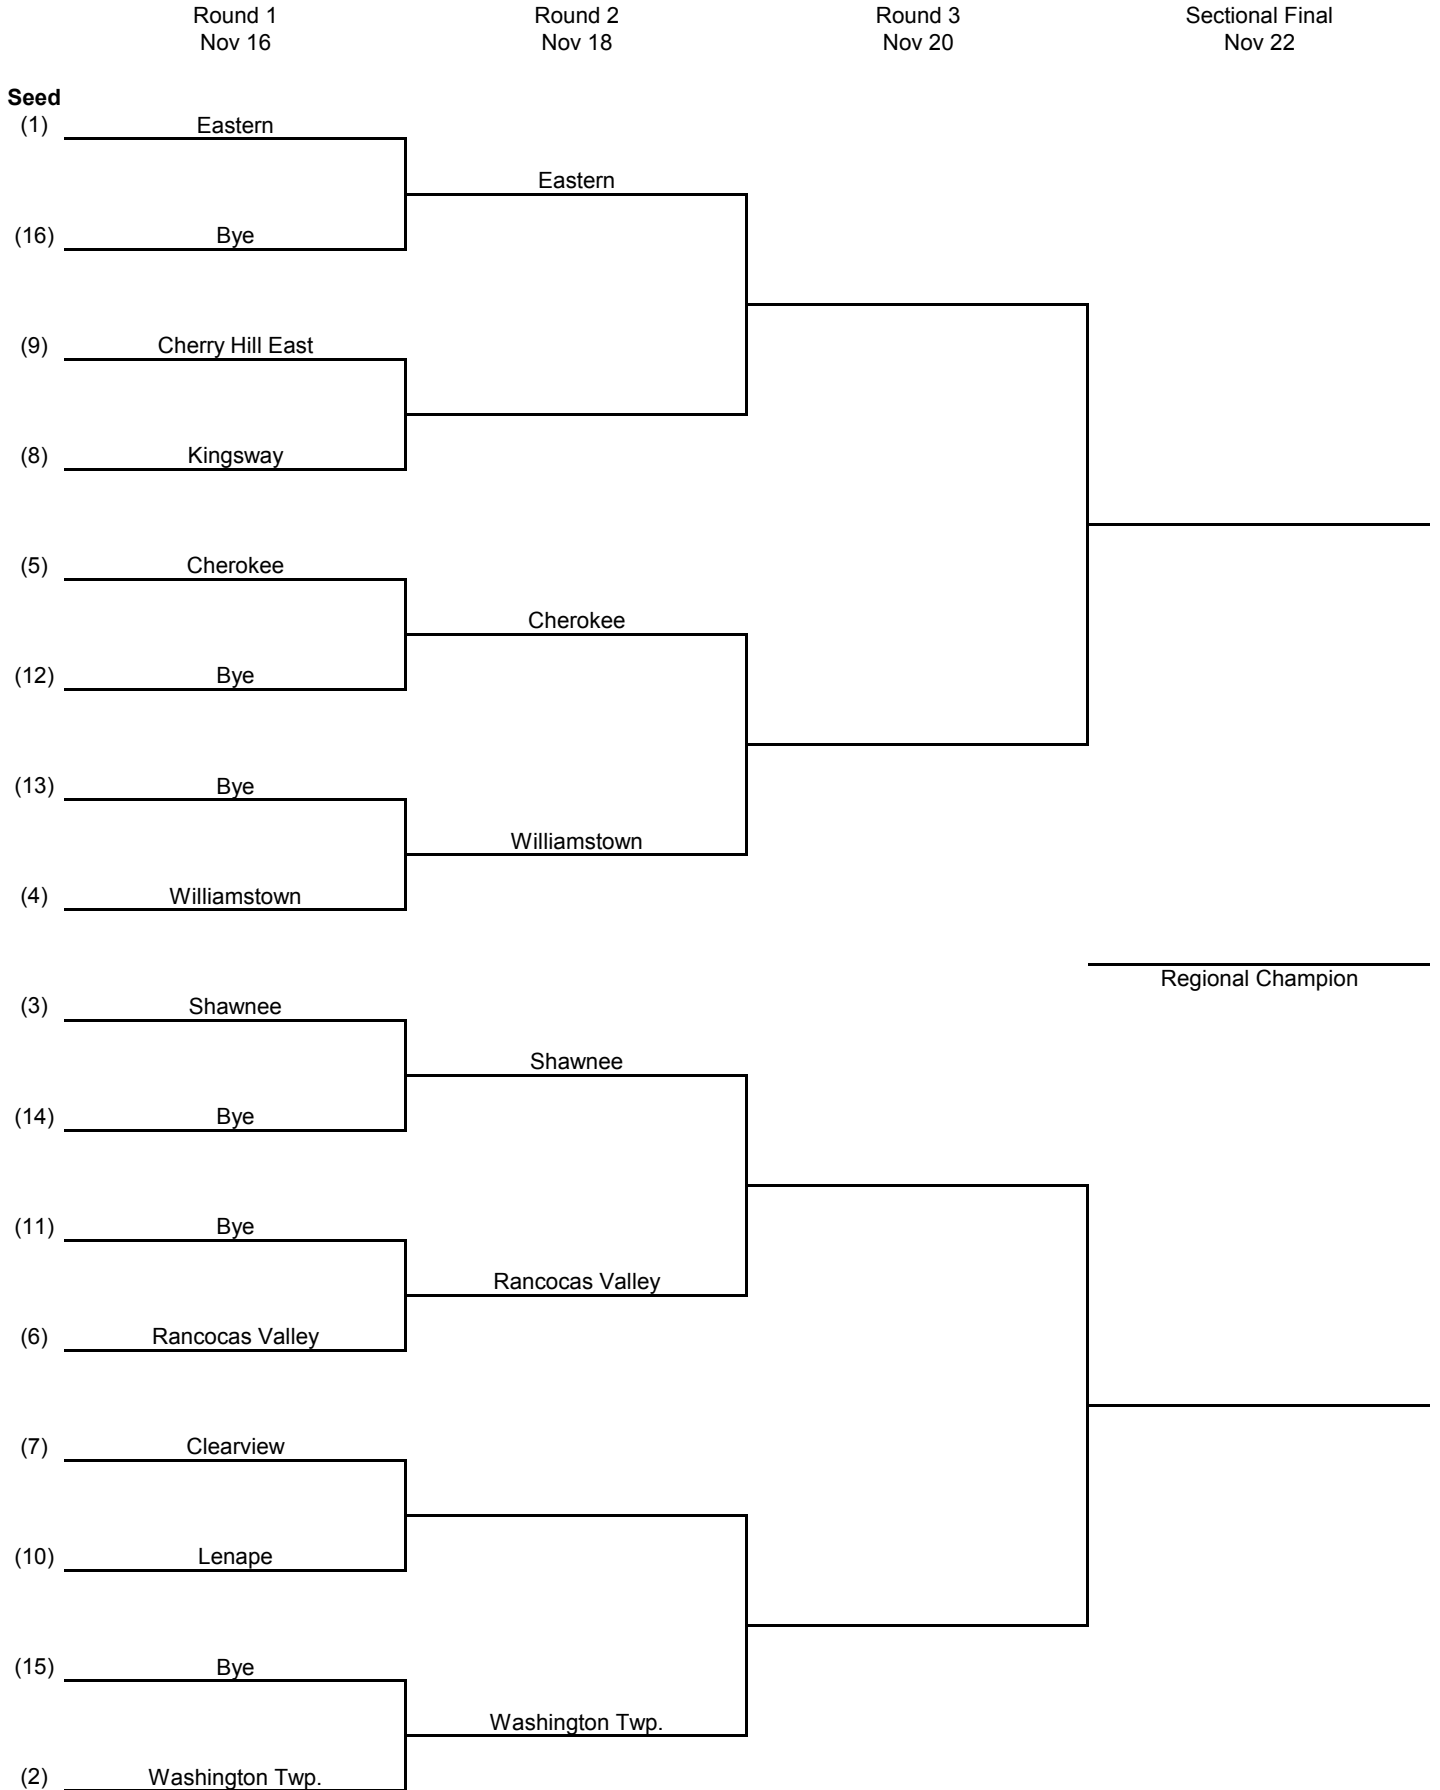 Round 1 Round 2 Round 3 Sectional Final
Nov 16 Nov 18 Nov 20 Nov 22
Seed
(1) Eastern
Eastern
(16) Bye
(9) Cherry Hill East
(8) Kingsway
(5) Cherokee
Cherokee
(12) Bye
(13) Bye
Williamstown
(4) Williamstown
Regional Champion
(3) Shawnee
Shawnee
(14) Bye
(11) Bye
Rancocas Valley
(6) Rancocas Valley
(7) Clearview
(10) Lenape
(15) Bye
Washington Twp.
(2) Washington Twp.